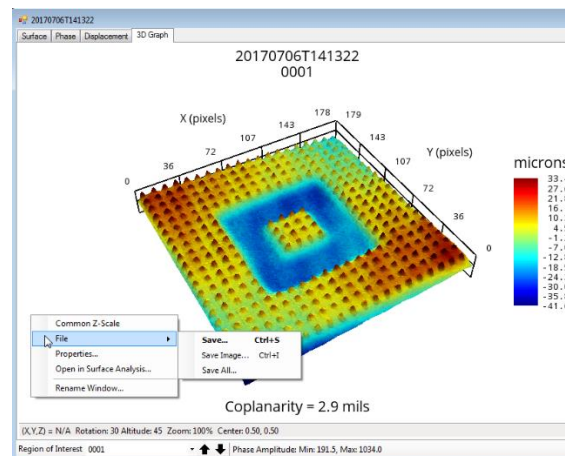 20170706T141322
Surface Phase Displacement 3D Graph
20170706T141322
0001
X (pixels)
0 36 72 107 143 178
Y (pixels)
179 143 107 72 36 0
microns
Common Z-Scale
File
Properties...
Open in Surface Analysis...
Rename Window...
Save... Ctrl+S
Save Image... Ctrl+I
Save All...
Coplanarity = 2.9 mils
(X,Y,Z) = N/A Rotation: 30 Altitude: 45 Zoom: 100% Center: 0.50, 0.50
Region of Interest 0001 Phase Amplitude: Min: 191.5, Max: 1034.0